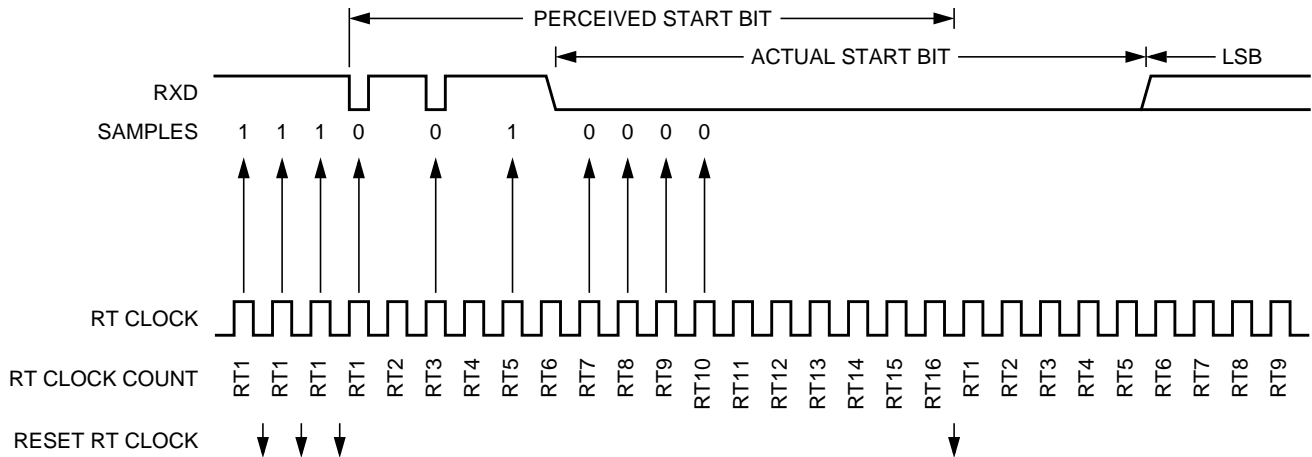 PERCEIVED START BIT
ACTUAL START BIT LSB
RXD
SAMPLES 1 1 1 0 0 1 0 0 0 0
RT CLOCK
RT CLOCK COUNT RT1 RT1 RT1 RT1 RT2 RT3 RT4 RT5 RT6 RT7 RT8 RT9 RT10 RT11 RT12 RT13 RT14 RT15 RT16 RT1 RT2 RT3 RT4 RT5 RT6 RT7 RT8 RT9
RESET RT CLOCK